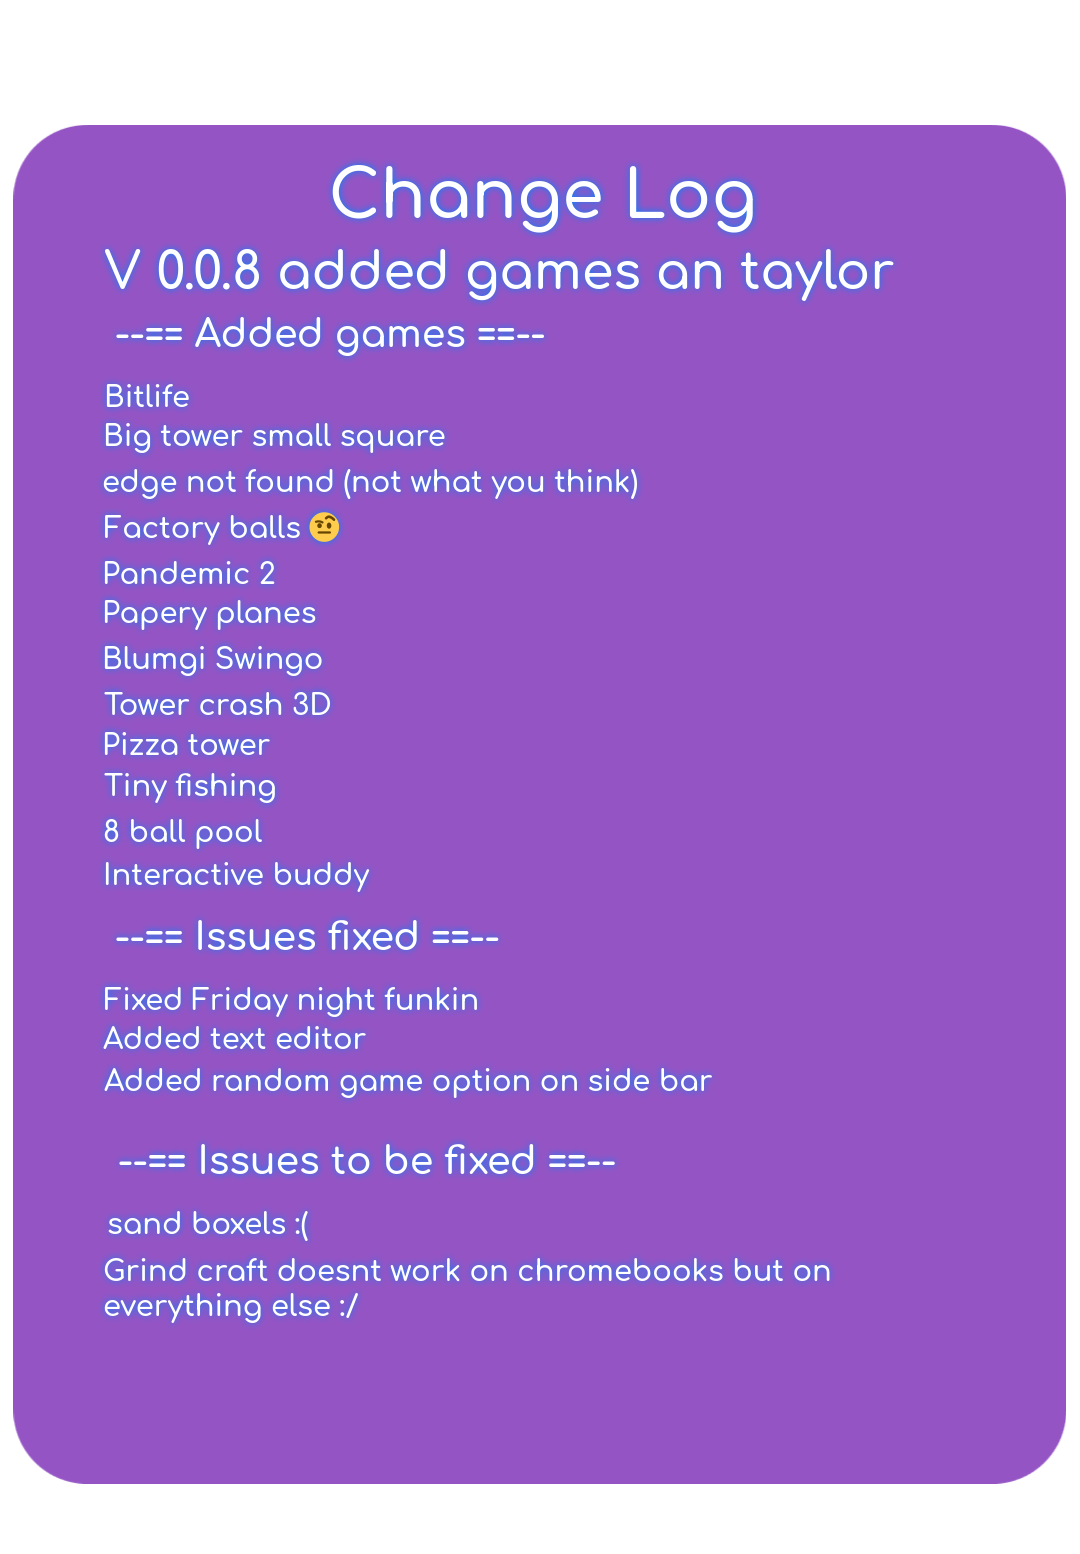 Change Log
V 0.0.8 added games an taylor
--== Added games ==--
Bitlife
Big tower small square
edge not found (not what you think)
Factory balls 🤨
Pandemic 2
Papery planes
Blumgi Swingo
Tower crash 3D
Pizza tower
Tiny fishing
8 ball pool
Interactive buddy
--== Issues fixed ==--
Fixed Friday night funkin
Added text editor
Added random game option on side bar
--== Issues to be fixed ==--
sand boxels :(
Grind craft doesnt work on chromebooks but on
everything else :/